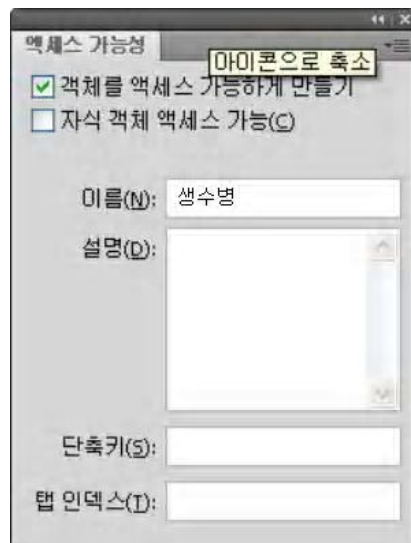 액세스 가능성
아이콘으로 축소
객체를 액세스 가능하게 만들기
자식 객체 액세스 가능(C)
이름(N): 생수병
설명(D):
단축키(S):
탭 인덱스(T):